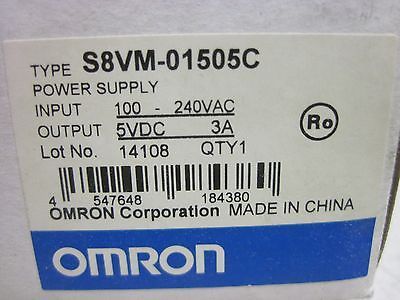 TYPE S8VM-01505C
POWER SUPPLY
INPUT 100 - 240VAC
OUTPUT 5VDC 3A
Ro
Lot No. 14108 QTY1
4 547648 184380
OMRON Corporation MADE IN CHINA
OMRON